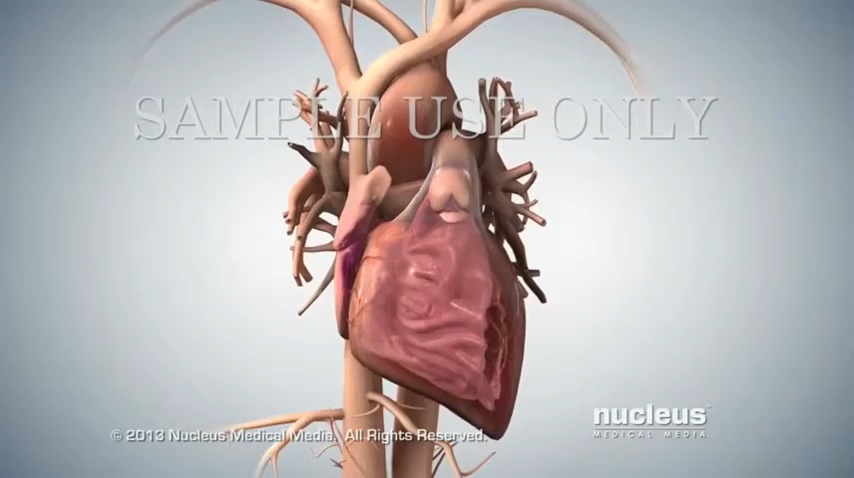 SAMPLE USE ONLY
nucleus
MEDICAL MEDIA
© 2013 Nucleus Medical Media. All Rights Reserved.